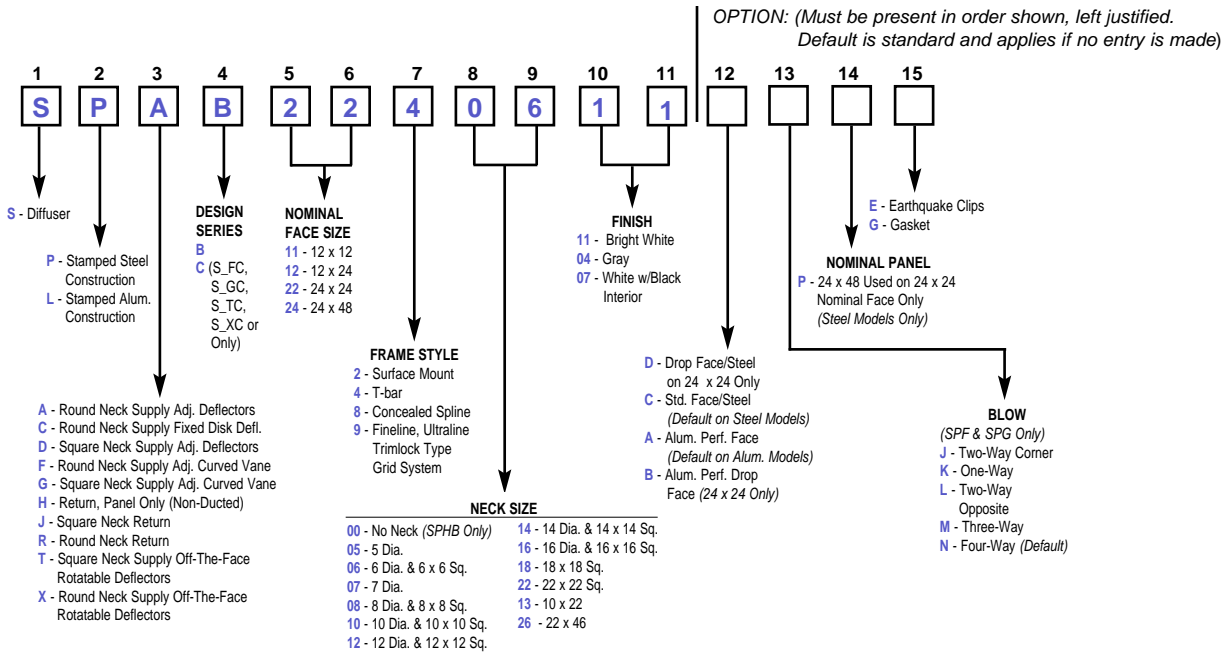 OPTION: (Must be present in order shown, left justified.
Default is standard and applies if no entry is made)
1 2 3 4 5 6 7 8 9 10 11 12 13 14 15
S P A B 2 2 4 0 6 1 1
S - Diffuser
P - Stamped Steel
Construction
L - Stamped Alum.
Construction
A - Round Neck Supply Adj. Deflectors
C - Round Neck Supply Fixed Disk Defl.
D - Square Neck Supply Adj. Deflectors
F - Round Neck Supply Adj. Curved Vane
G - Square Neck Supply Adj. Curved Vane
H - Return, Panel Only (Non-Ducted)
J - Square Neck Return
R - Round Neck Return
T - Square Neck Supply Off-The-Face
Rotatable Deflectors
X - Round Neck Supply Off-The-Face
Rotatable Deflectors
DESIGN
SERIES
B
C (S_FC,
S_GC,
S_TC,
S_XC or
Only)
NOMINAL
FACE SIZE
11 - 12 x 12
12 - 12 x 24
22 - 24 x 24
24 - 24 x 48
FRAME STYLE
2 - Surface Mount
4 - T-bar
8 - Concealed Spline
9 - Fineline, Ultraline
Trimlock Type
Grid System
NECK SIZE
00 - No Neck (SPHB Only)
05 - 5 Dia.
06 - 6 Dia. & 6 x 6 Sq.
07 - 7 Dia.
08 - 8 Dia. & 8 x 8 Sq.
10 - 10 Dia. & 10 x 10 Sq.
12 - 12 Dia. & 12 x 12 Sq.
14 - 14 Dia. & 14 x 14 Sq.
16 - 16 Dia. & 16 x 16 Sq.
18 - 18 x 18 Sq.
22 - 22 x 22 Sq.
13 - 10 x 22
26 - 22 x 46
FINISH
11 - Bright White
04 - Gray
07 - White w/Black
Interior
D - Drop Face/Steel
on 24 x 24 Only
C - Std. Face/Steel
(Default on Steel Models)
A - Alum. Perf. Face
(Default on Alum. Models)
B - Alum. Perf. Drop
Face (24 x 24 Only)
BLOW
(SPF & SPG Only)
J - Two-Way Corner
K - One-Way
L - Two-Way
Opposite
M - Three-Way
N - Four-Way (Default)
NOMINAL PANEL
P - 24 x 48 Used on 24 x 24
Nominal Face Only
(Steel Models Only)
E - Earthquake Clips
G - Gasket